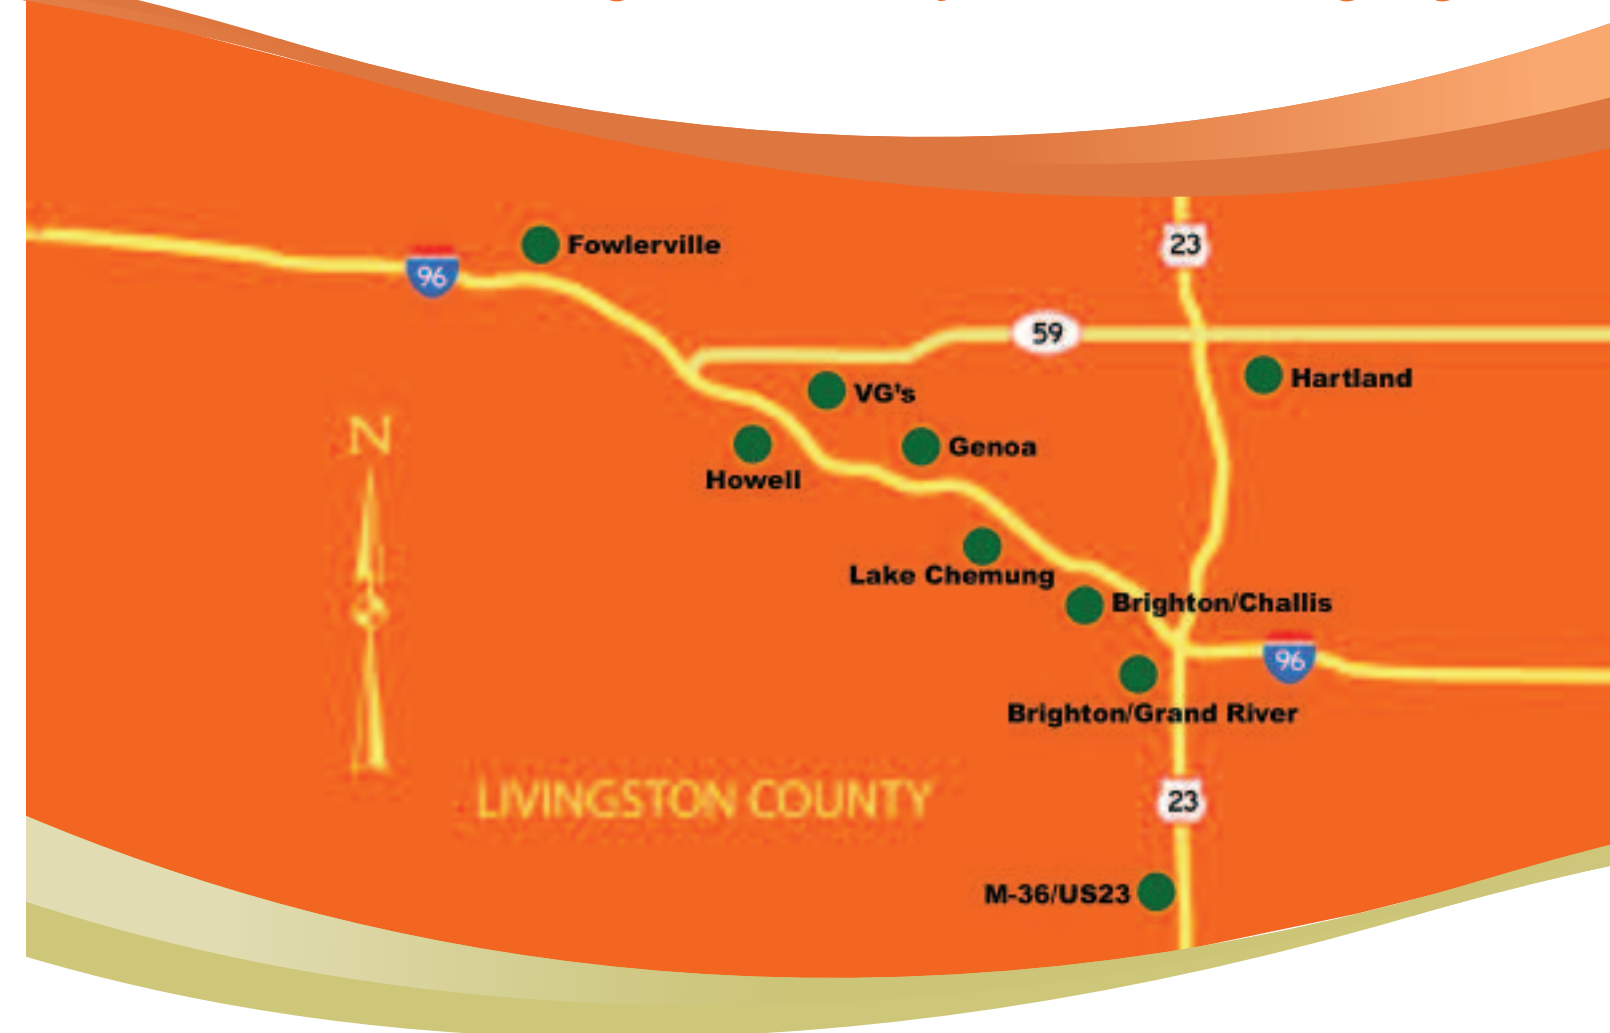 Fowlerville
23
96
59
Hartland
VG's
N
Genoa
Howell
Lake Chemung
Brighton/Challis
96
Brighton/Grand River
LIVINGSTON COUNTY
23
M-36/US23